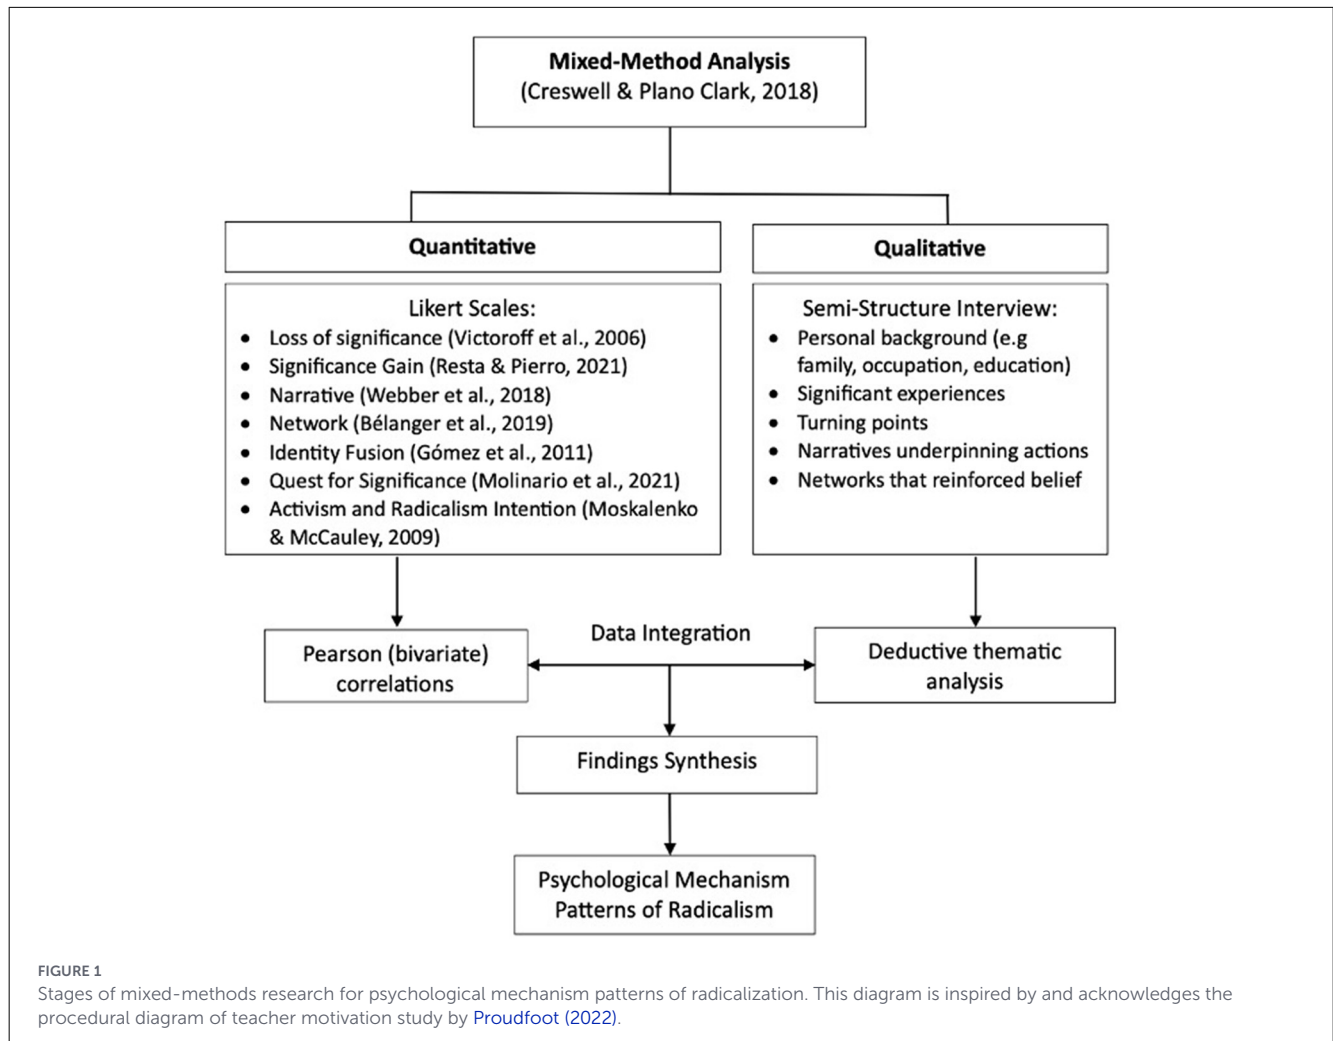 Mixed-Method Analysis
(Creswell & Plano Clark, 2018)
Quantitative
Likert Scales:
• Loss of significance (Victoroff et al., 2006)
• Significance Gain (Resta & Pierro, 2021)
• Narrative (Webber et al., 2018)
• Network (Bélanger et al., 2019)
• Identity Fusion (Gómez et al., 2011)
• Quest for Significance (Molinario et al., 2021)
• Activism and Radicalism Intention (Moskalenko
& McCauley, 2009)
Qualitative
Semi-Structure Interview:
• Personal background (e.g
family, occupation, education)
• Significant experiences
• Turning points
• Narratives underpinning actions
• Networks that reinforced belief
Pearson (bivariate)
correlations
Data Integration
Deductive thematic
analysis
Findings Synthesis
Psychological Mechanism
Patterns of Radicalism
FIGURE 1
Stages of mixed-methods research for psychological mechanism patterns of radicalization. This diagram is inspired by and acknowledges the
procedural diagram of teacher motivation study by Proudfoot (2022).